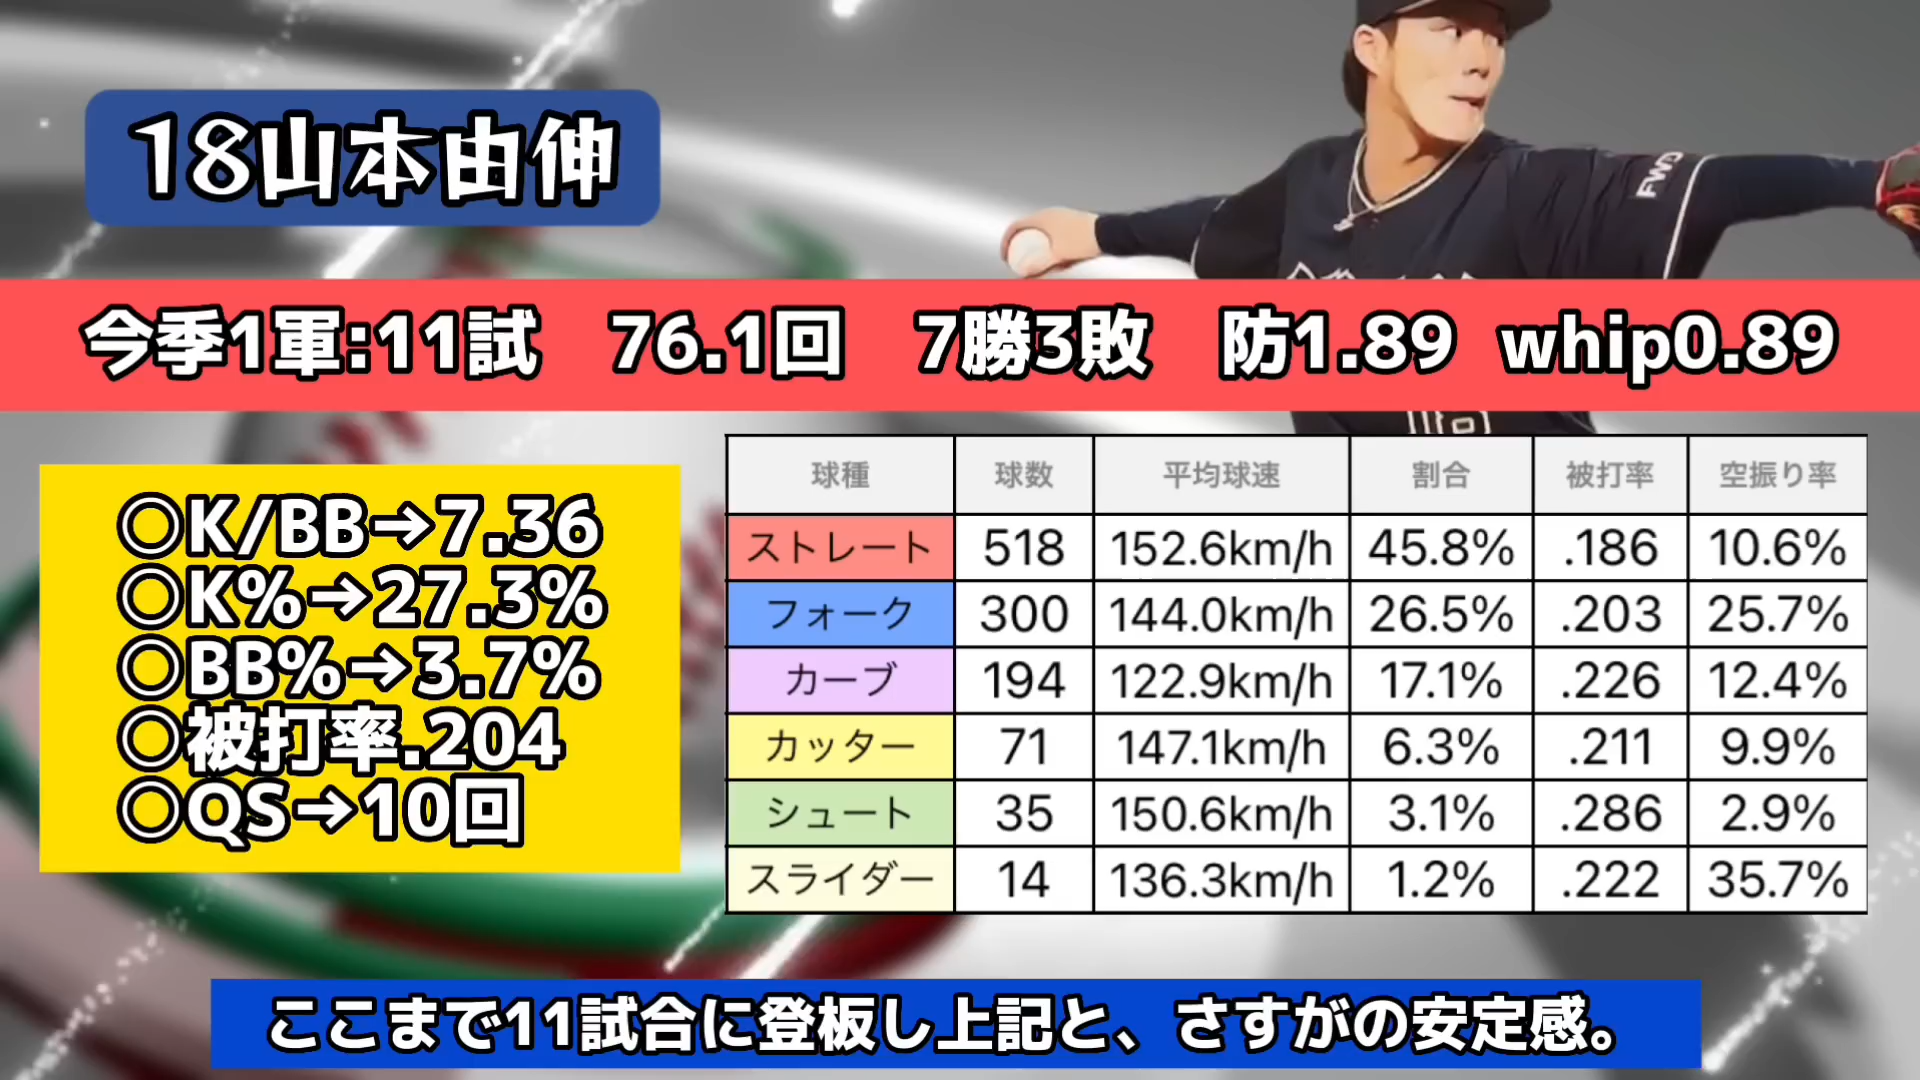 18山本由伸
FWD
今季1軍:11試 76.1回 7勝3敗 防1.89 whip0.89
○K/BB→7.36
○K%→27.3%
○BB%→3.7%
○被打率.204
○QS→10回
球種 球数 平均球速 割合 被打率 空振り率
ストレート 518 152.6km/h 45.8% .186 10.6%
フォーク 300 144.0km/h 26.5% .203 25.7%
カーブ 194 122.9km/h 17.1% .226 12.4%
カッター 71 147.1km/h 6.3% .211 9.9%
シュート 35 150.6km/h 3.1% .286 2.9%
スライダー 14 136.3km/h 1.2% .222 35.7%
ここまで11試合に登板し上記と、さすがの安定感。